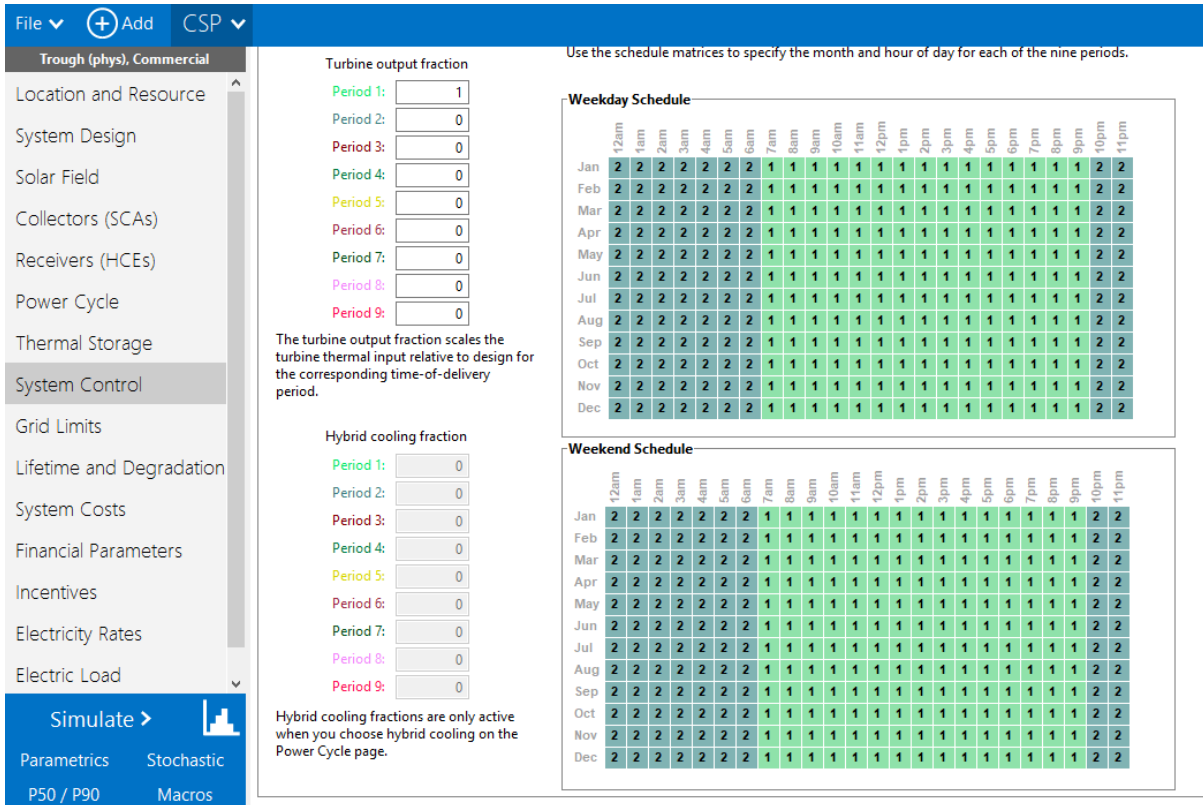 File Add CSP
Trough (phys), Commercial
Location and Resource
System Design
Solar Field
Collectors (SCAs)
Receivers (HCEs)
Power Cycle
Thermal Storage
System Control
Grid Limits
Lifetime and Degradation
System Costs
Financial Parameters
Incentives
Electricity Rates
Electric Load
Simulate >
Parametrics Stochastic
P50 / P90 Macros
Turbine output fraction
Period 1: 1
Period 2: 0
Period 3: 0
Period 4: 0
Period 5: 0
Period 6: 0
Period 7: 0
Period 8: 0
Period 9: 0
The turbine output fraction scales the
turbine thermal input relative to design for
the corresponding time-of-delivery
period.
Hybrid cooling fraction
Period 1: 0
Period 2: 0
Period 3: 0
Period 4: 0
Period 5: 0
Period 6: 0
Period 7: 0
Period 8: 0
Period 9: 0
Hybrid cooling fractions are only active
when you choose hybrid cooling on the
Power Cycle page.
Use the schedule matrices to specify the month and hour of day for each of the nine periods.
Weekday Schedule
12am 1am 2am 3am 4am 5am 6am 7am 8am 9am 10am 11am 12pm 1pm 2pm 3pm 4pm 5pm 6pm 7pm 8pm 9pm 10pm 11pm
Jan 2 2 2 2 2 2 2 1 1 1 1 1 1 1 1 1 1 1 1 1 1 1 2 2
Feb 2 2 2 2 2 2 2 1 1 1 1 1 1 1 1 1 1 1 1 1 1 1 2 2
Mar 2 2 2 2 2 2 2 1 1 1 1 1 1 1 1 1 1 1 1 1 1 1 2 2
Apr 2 2 2 2 2 2 2 1 1 1 1 1 1 1 1 1 1 1 1 1 1 1 2 2
May 2 2 2 2 2 2 2 1 1 1 1 1 1 1 1 1 1 1 1 1 1 1 2 2
Jun 2 2 2 2 2 2 2 1 1 1 1 1 1 1 1 1 1 1 1 1 1 1 2 2
Jul 2 2 2 2 2 2 2 1 1 1 1 1 1 1 1 1 1 1 1 1 1 1 2 2
Aug 2 2 2 2 2 2 2 1 1 1 1 1 1 1 1 1 1 1 1 1 1 1 2 2
Sep 2 2 2 2 2 2 2 1 1 1 1 1 1 1 1 1 1 1 1 1 1 1 2 2
Oct 2 2 2 2 2 2 2 1 1 1 1 1 1 1 1 1 1 1 1 1 1 1 2 2
Nov 2 2 2 2 2 2 2 1 1 1 1 1 1 1 1 1 1 1 1 1 1 1 2 2
Dec 2 2 2 2 2 2 2 1 1 1 1 1 1 1 1 1 1 1 1 1 1 1 2 2
Weekend Schedule
12am 1am 2am 3am 4am 5am 6am 7am 8am 9am 10am 11am 12pm 1pm 2pm 3pm 4pm 5pm 6pm 7pm 8pm 9pm 10pm 11pm
Jan 2 2 2 2 2 2 2 1 1 1 1 1 1 1 1 1 1 1 1 1 1 1 2 2
Feb 2 2 2 2 2 2 2 1 1 1 1 1 1 1 1 1 1 1 1 1 1 1 2 2
Mar 2 2 2 2 2 2 2 1 1 1 1 1 1 1 1 1 1 1 1 1 1 1 2 2
Apr 2 2 2 2 2 2 2 1 1 1 1 1 1 1 1 1 1 1 1 1 1 1 2 2
May 2 2 2 2 2 2 2 1 1 1 1 1 1 1 1 1 1 1 1 1 1 1 2 2
Jun 2 2 2 2 2 2 2 1 1 1 1 1 1 1 1 1 1 1 1 1 1 1 2 2
Jul 2 2 2 2 2 2 2 1 1 1 1 1 1 1 1 1 1 1 1 1 1 1 2 2
Aug 2 2 2 2 2 2 2 1 1 1 1 1 1 1 1 1 1 1 1 1 1 1 2 2
Sep 2 2 2 2 2 2 2 1 1 1 1 1 1 1 1 1 1 1 1 1 1 1 2 2
Oct 2 2 2 2 2 2 2 1 1 1 1 1 1 1 1 1 1 1 1 1 1 1 2 2
Nov 2 2 2 2 2 2 2 1 1 1 1 1 1 1 1 1 1 1 1 1 1 1 2 2
Dec 2 2 2 2 2 2 2 1 1 1 1 1 1 1 1 1 1 1 1 1 1 1 2 2